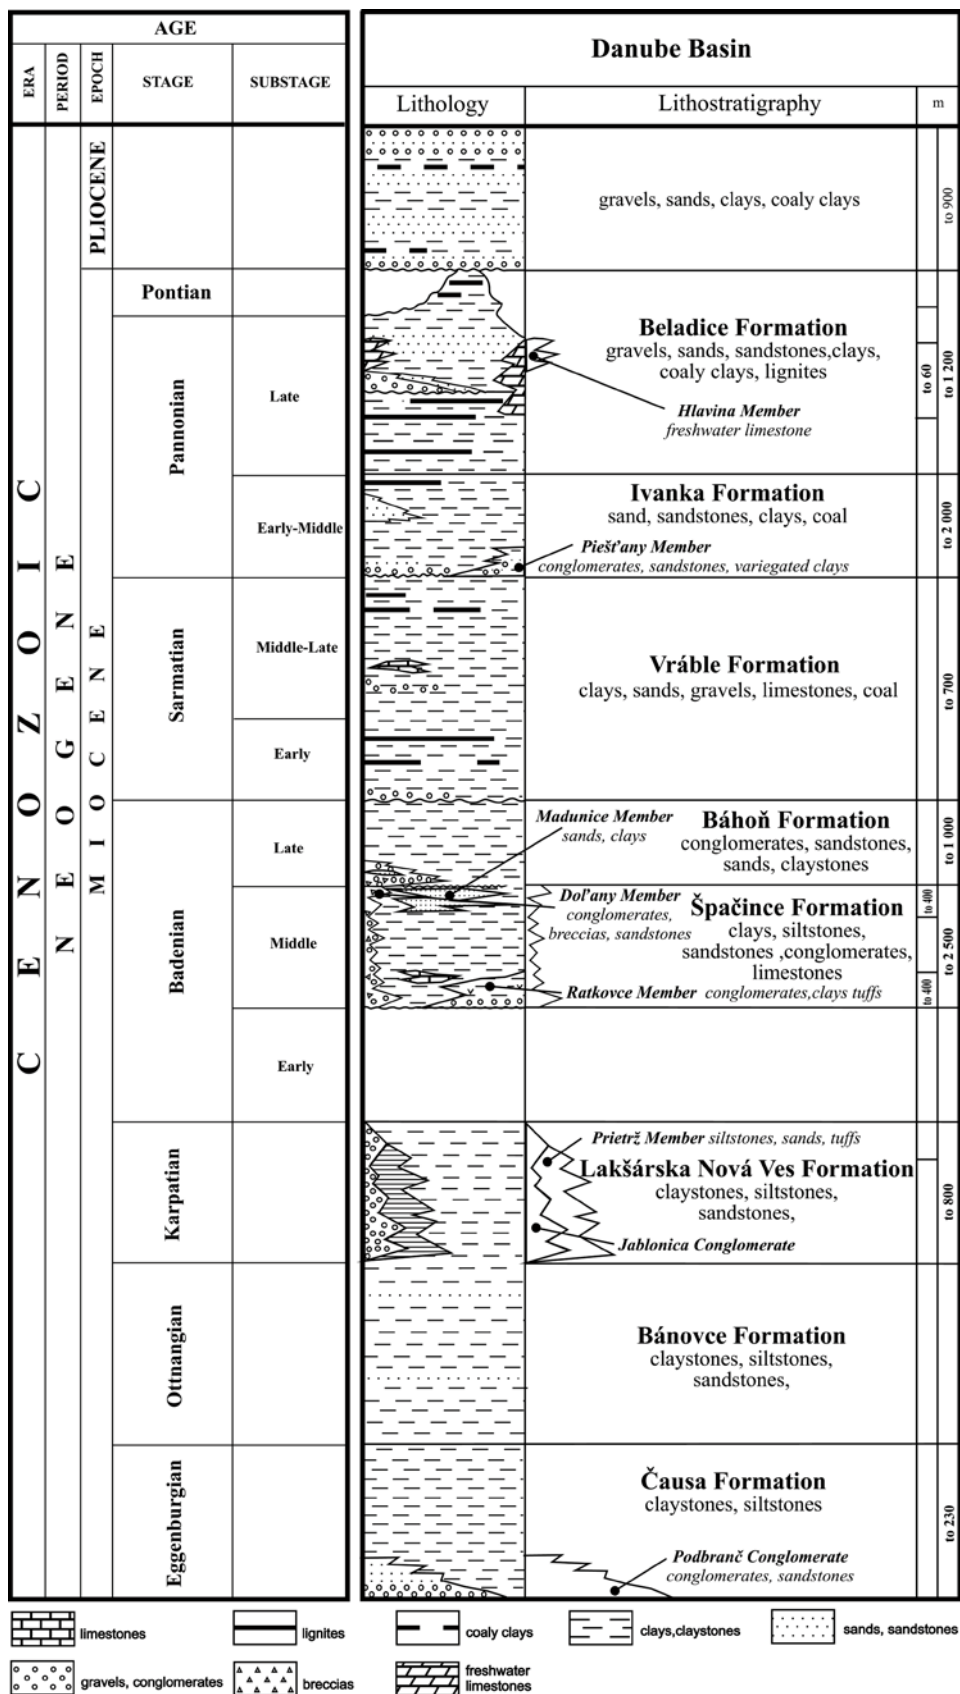 AGE
Danube Basin
ERA
PERIOD
EPOCH
STAGE
SUBSTAGE
Lithology
Lithostratigraphy
m
CENOZOIC
NEOGENE
PLIOCENE
gravels, sands, clays, coaly clays
to 900
MIOCENE
Pontian
Pannonian
Late
Beladice Formation
gravels, sands, sandstones,clays,
coaly clays, lignites
Hlavina Member
freshwater limestone
to 60
to 1 200
Early-Middle
Ivanka Formation
sand, sandstones, clays, coal
Piešťany Member
conglomerates, sandstones, variegated clays
to 2 000
Sarmatian
Middle-Late
Early
Vráble Formation
clays, sands, gravels, limestones, coal
to 700
Badenian
Late
Madunice Member
sands, clays
Báhoň Formation
conglomerates, sandstones,
sands, claystones
to 1 000
Middle
Doľany Member
conglomerates,
breccias, sandstones
Špačince Formation
clays, siltstones,
sandstones ,conglomerates,
limestones
Ratkovce Member conglomerates,clays tuffs
to 400
to 2 500
to 400
Early
Karpatian
Prietrž Member siltstones, sands, tuffs
Lakšárska Nová Ves Formation
claystones, siltstones,
sandstones,
Jablonica Conglomerate
to 800
Ottnangian
Bánovce Formation
claystones, siltstones,
sandstones,
Eggenburgian
Čausa Formation
claystones, siltstones
Podbranč Conglomerate
conglomerates, sandstones
to 230
limestones
lignites
coaly clays
clays,claystones
sands, sandstones
gravels, conglomerates
breccias
freshwater
limestones